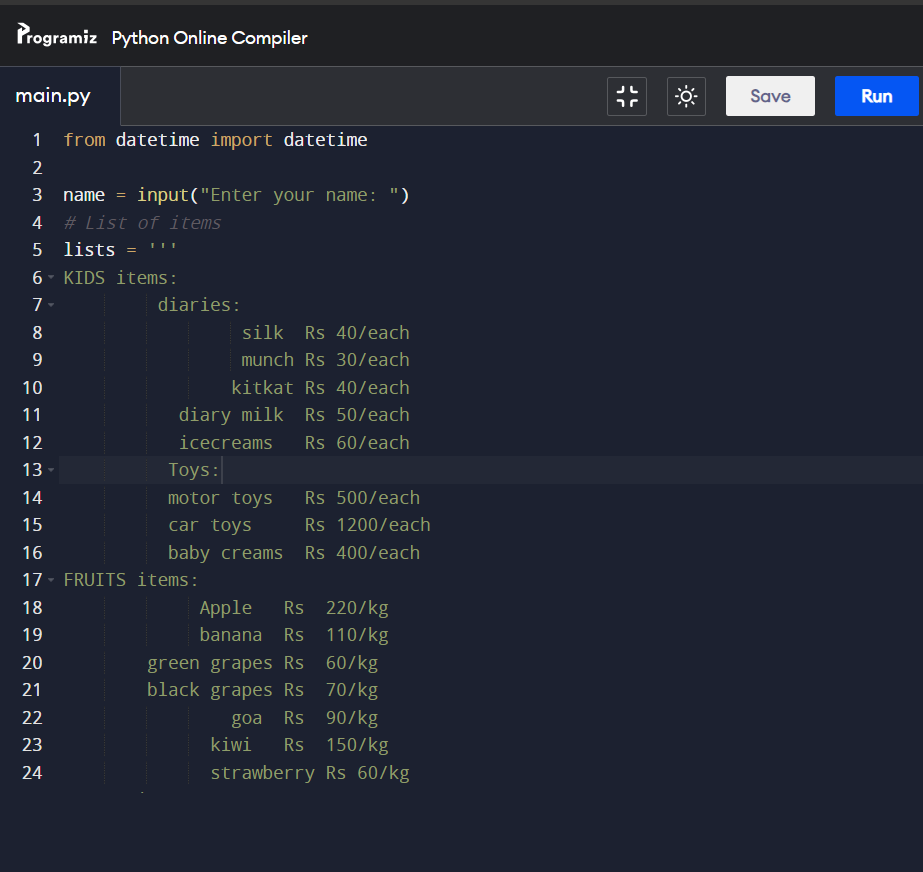 Programiz Python Online Compiler
main.py Save Run
1 from datetime import datetime
2
3 name = input("Enter your name: ")
4 # List of items
5 lists = '''
6 KIDS items:
7 diaries:
8 silk Rs 40/each
9 munch Rs 30/each
10 kitkat Rs 40/each
11 diary milk Rs 50/each
12 icecreams Rs 60/each
13 Toys:
14 motor toys Rs 500/each
15 car toys Rs 1200/each
16 baby creams Rs 400/each
17 FRUITS items:
18 Apple Rs 220/kg
19 banana Rs 110/kg
20 green grapes Rs 60/kg
21 black grapes Rs 70/kg
22 goa Rs 90/kg
23 kiwi Rs 150/kg
24 strawberry Rs 60/kg